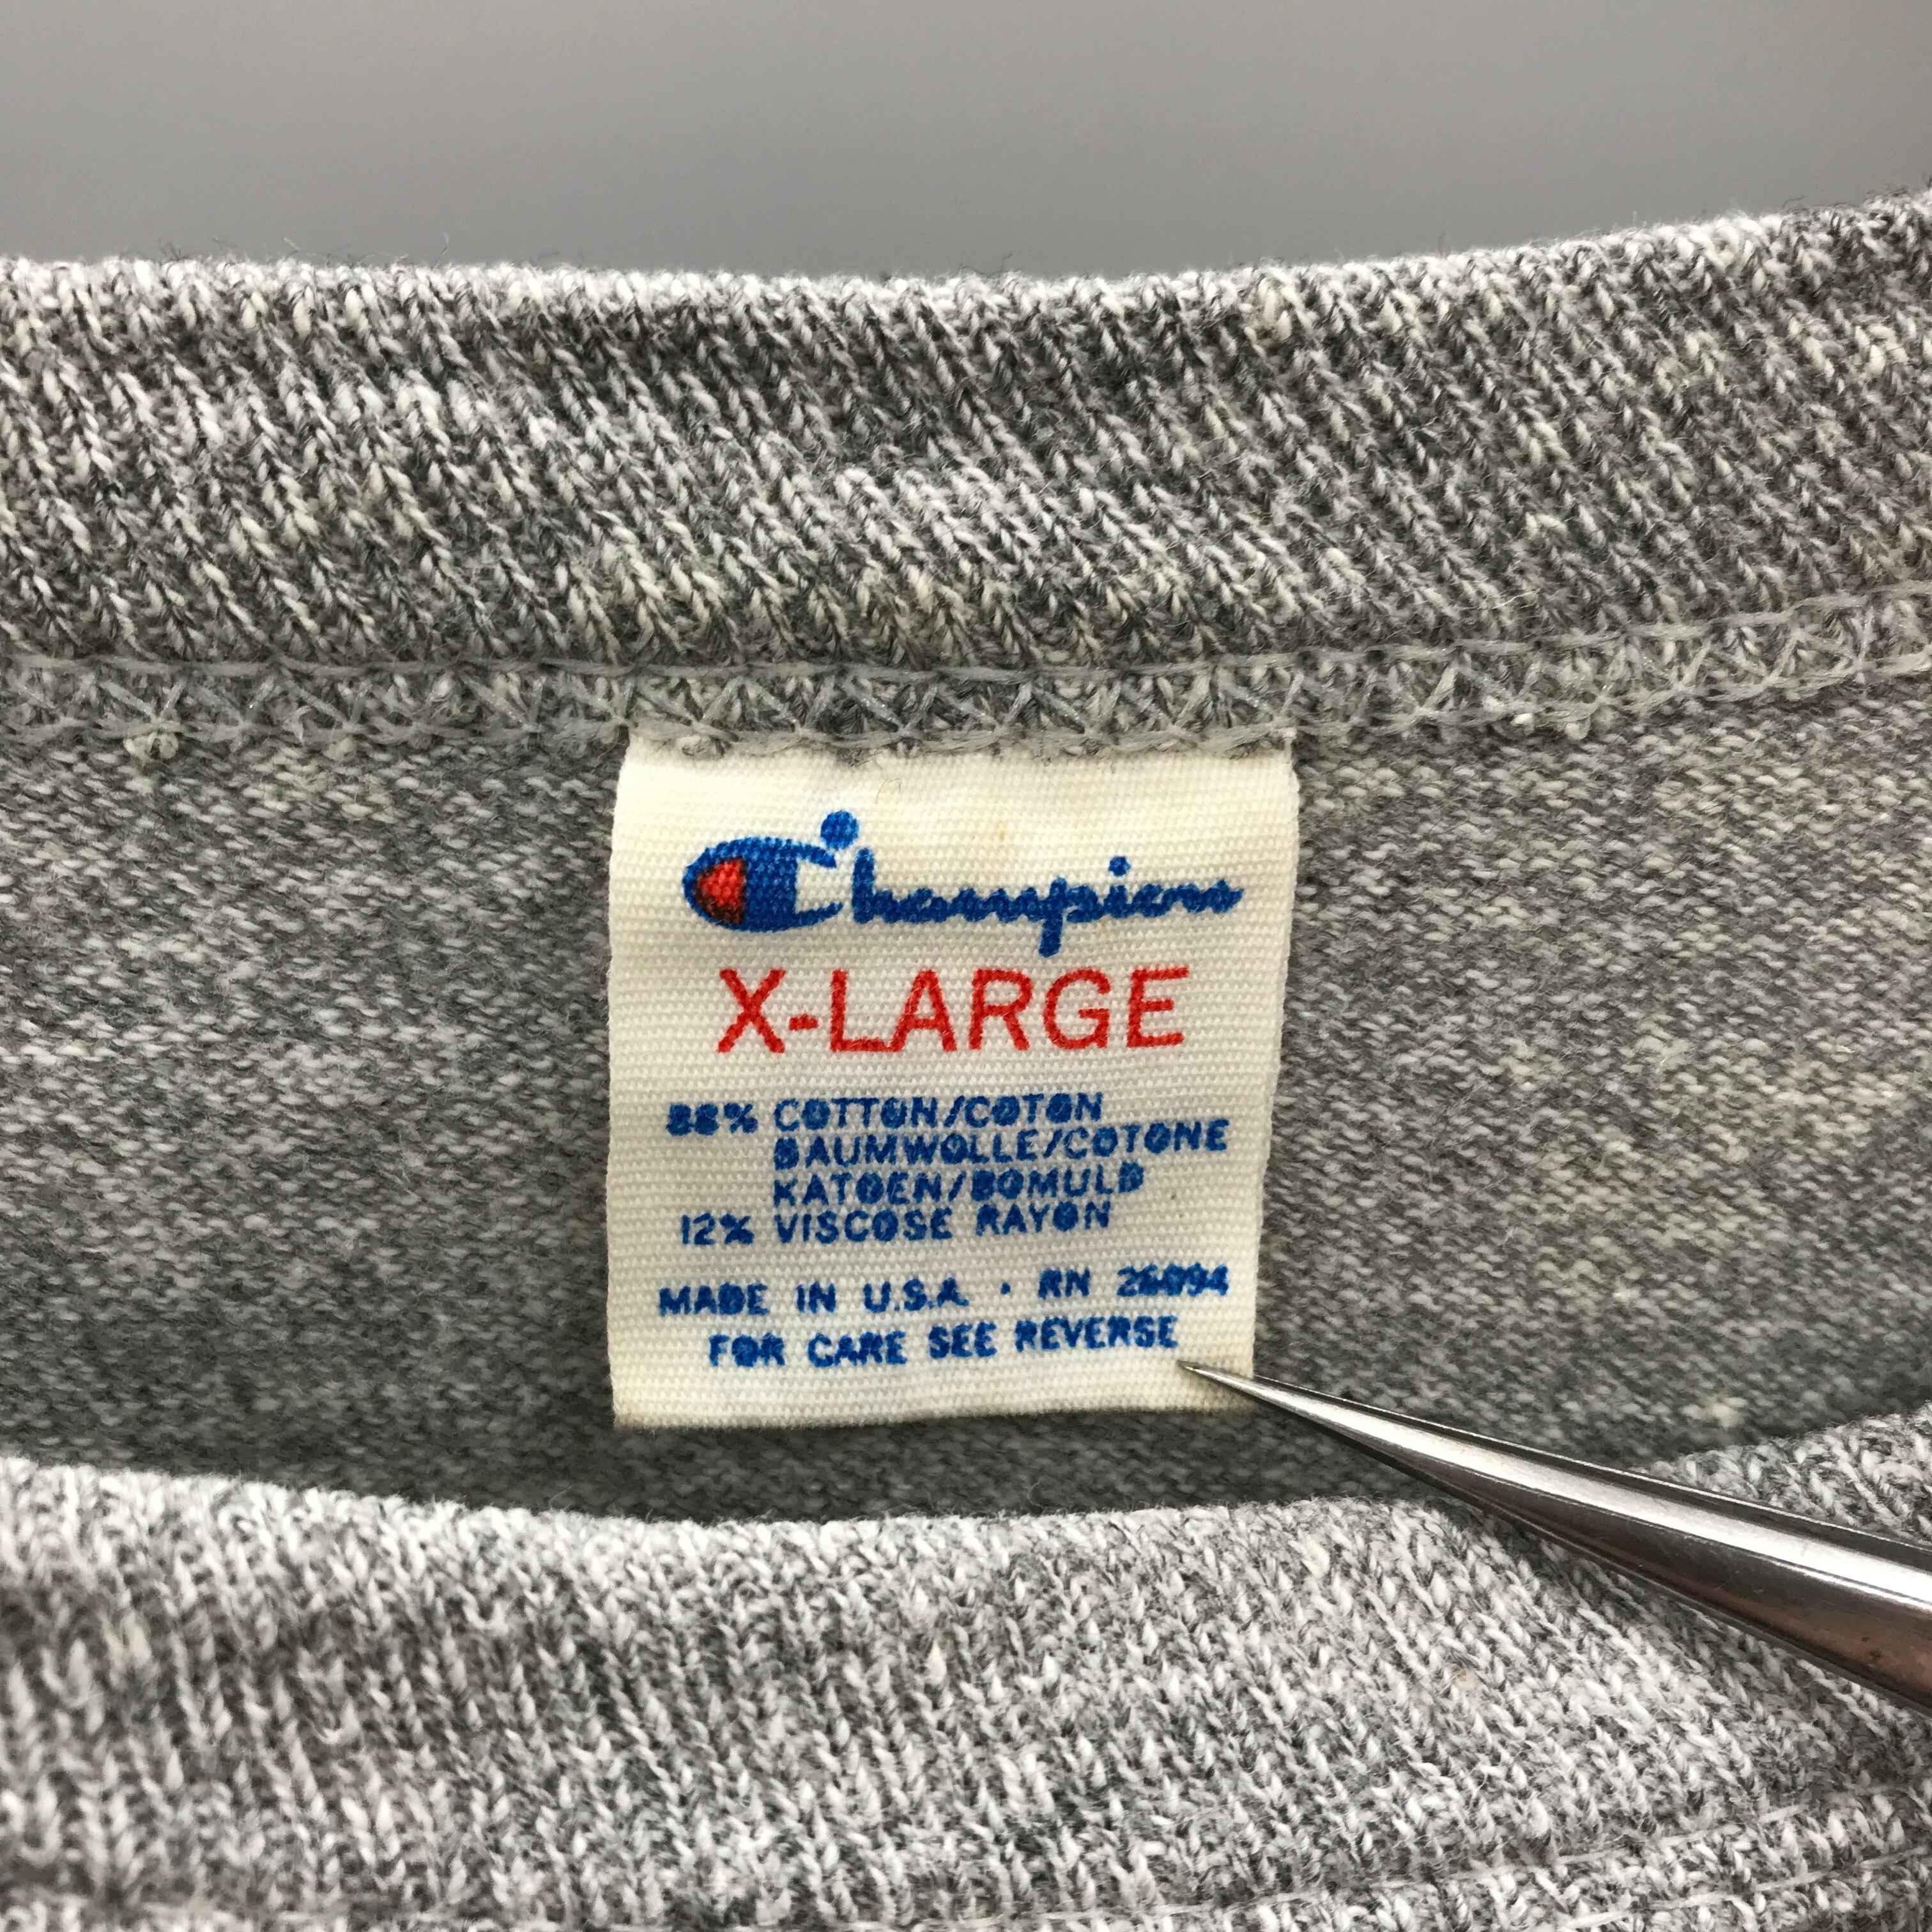 Champion
X-LARGE
88% COTTON/COTON
BAUMWOLLE/COTONE
KATOEN/BOMULD
12% VISCOSE RAYON
MADE IN U.S.A. · RN 26094
FOR CARE SEE REVERSE